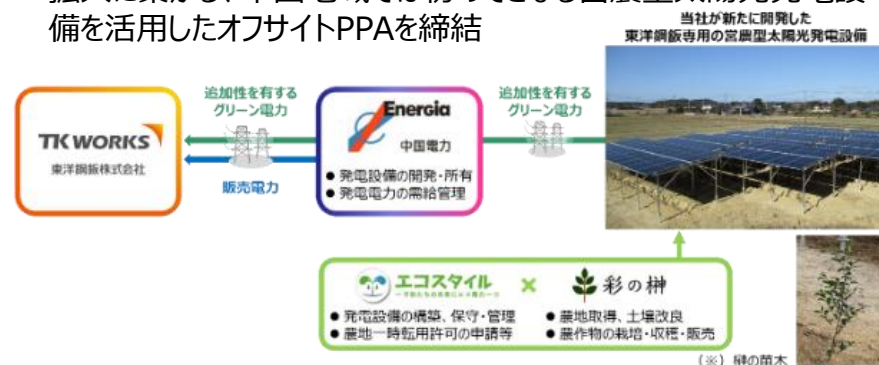 備を活用したオフサイトPPAを締結
当社が新たに開発した
東洋鋼鈑専用の営農型太陽光発電設備
追加性を有する
グリーン電力
追加性を有する
グリーン電力
TK WORKS
東洋鋼鈑株式会社
Energia
中国電力
● 発電設備の開発・所有
● 発電電力の需給管理
販売電力
エコスタイル
×
彩の榊
● 発電設備の構築、保守・管理
● 農地一時転用許可の申請等
● 農地取得、土壌改良
● 農作物の栽培・収穫・販売
(※) 榊の苗木